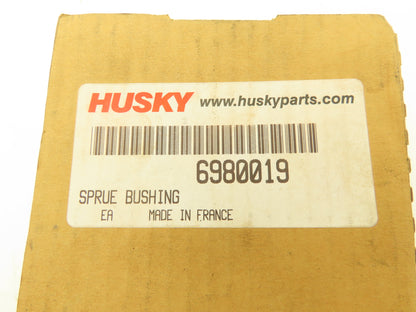 HUSKY www.huskyparts.com
6980019
SPRUE BUSHING
EA MADE IN FRANCE